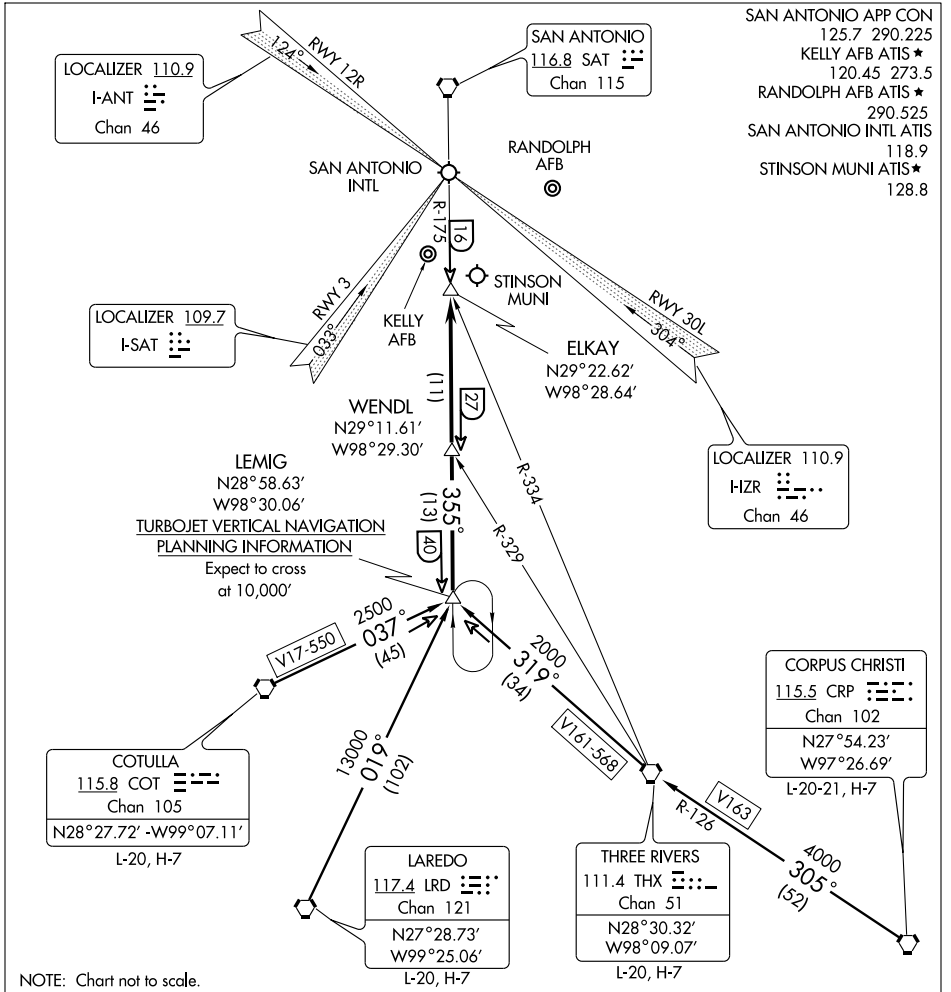 SAN ANTONIO APP CON
125.7 290.225
KELLY AFB ATIS ★
120.45 273.5
RANDOLPH AFB ATIS ★
290.525
SAN ANTONIO INTL ATIS
118.9
STINSON MUNI ATIS ★
128.8
LOCALIZER 110.9
I-ANT
Chan 46
RWY 12R
124°
SAN ANTONIO
116.8 SAT
Chan 115
SAN ANTONIO
INTL
RANDOLPH
AFB
R-175
16
KELLY
AFB
STINSON
MUNI
LOCALIZER 109.7
I-SAT
RWY 3
033°
RWY 30L
304°
ELKAY
N29°22.62'
W98°28.64'
(11)
27
WENDL
N29°11.61'
W98°29.30'
LOCALIZER 110.9
I-IZR
Chan 46
LEMIG
N28°58.63'
W98°30.06'
TURBOJET VERTICAL NAVIGATION
PLANNING INFORMATION
Expect to cross
at 10,000'
355°
(13)
40
R-334
R-329
V17-550
2500
037°
(45)
2000
319°
(34)
V161-568
13000
019°
(102)
COTULLA
115.8 COT
Chan 105
N28°27.72' -W99°07.11'
L-20, H-7
LAREDO
117.4 LRD
Chan 121
N27°28.73'
W99°25.06'
L-20, H-7
THREE RIVERS
111.4 THX
Chan 51
N28°30.32'
W98°09.07'
L-20, H-7
CORPUS CHRISTI
115.5 CRP
Chan 102
N27°54.23'
W97°26.69'
L-20-21, H-7
V163
R-126
4000
305°
(52)
NOTE: Chart not to scale.